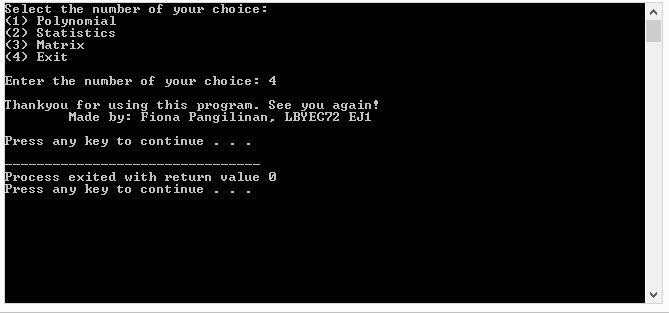 Select the number of your choice:
(1) Polynomial
(2) Statistics
(3) Matrix
(4) Exit
Enter the number of your choice: 4
Thankyou for using this program. See you again!
Made by: Fiona Pangilinan, LBYEC72 EJ1
Press any key to continue . . .
--------------------------------
Process exited with return value 0
Press any key to continue . . .